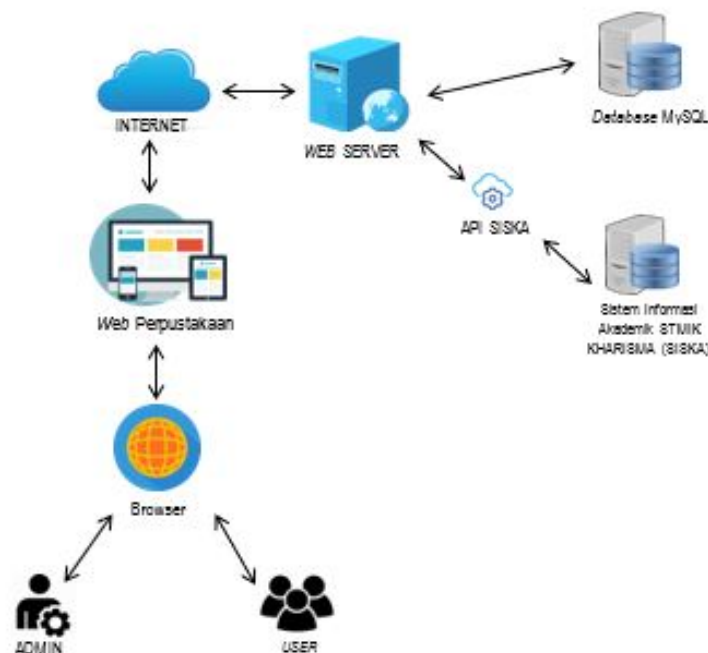 INTERNET
WEB SERVER
Database MySQL
API SISKA
Web Perpustakaan
Sistem Informasi
Akademik STMIK
KHARISMA (SISKA)
Browser
ADMIN
USER